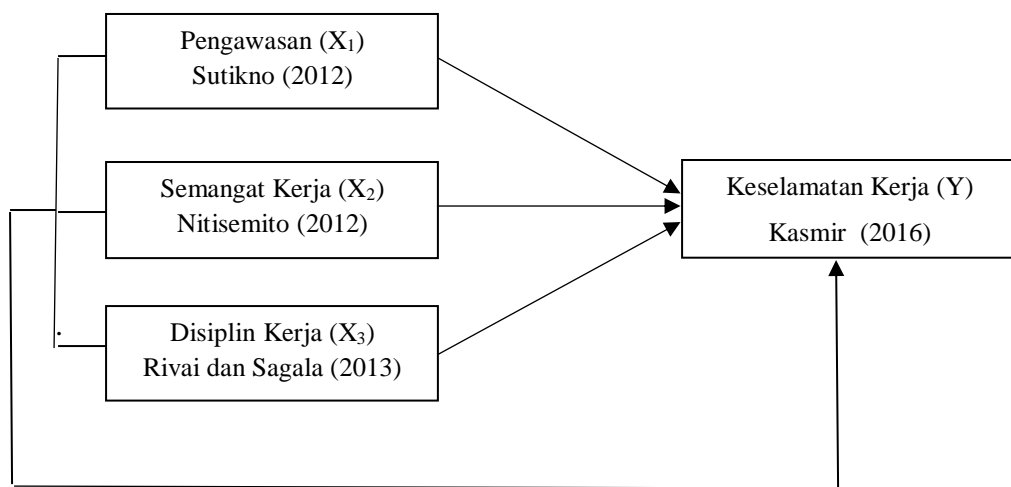 Pengawasan (X₁)
Sutikno (2012)
Semangat Kerja (X₂)
Nitisemito (2012)
Disiplin Kerja (X₃)
Rivai dan Sagala (2013)
Keselamatan Kerja (Y)
Kasmir (2016)